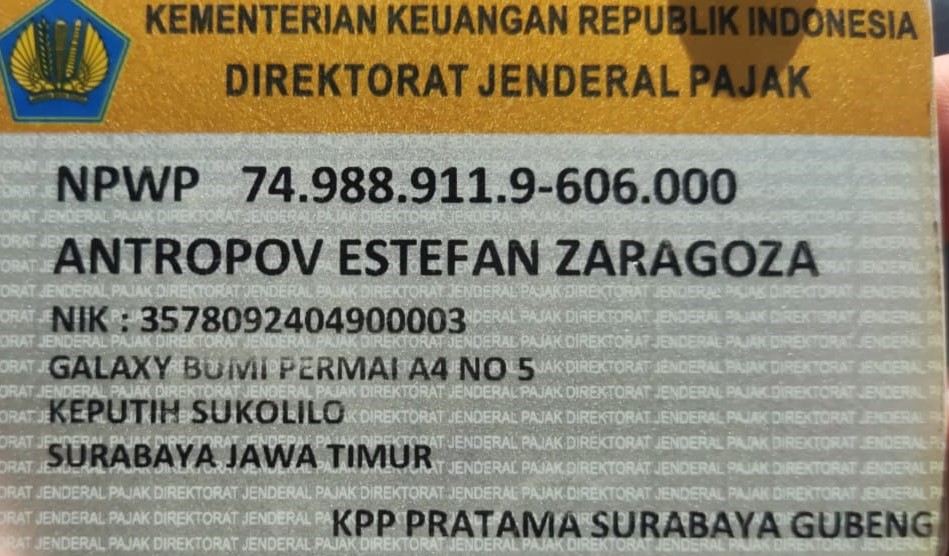 KEMENTERIAN KEUANGAN REPUBLIK INDONESIA
DIREKTORAT JENDERAL PAJAK
NPWP 74.988.911.9-606.000
ANTROPOV ESTEFAN ZARAGOZA
NIK : 3578092404900003
GALAXY BUMI PERMAI A4 NO 5
KEPUTIH SUKOLILO
SURABAYA JAWA TIMUR
KPP PRATAMA SURABAYA GUBENG